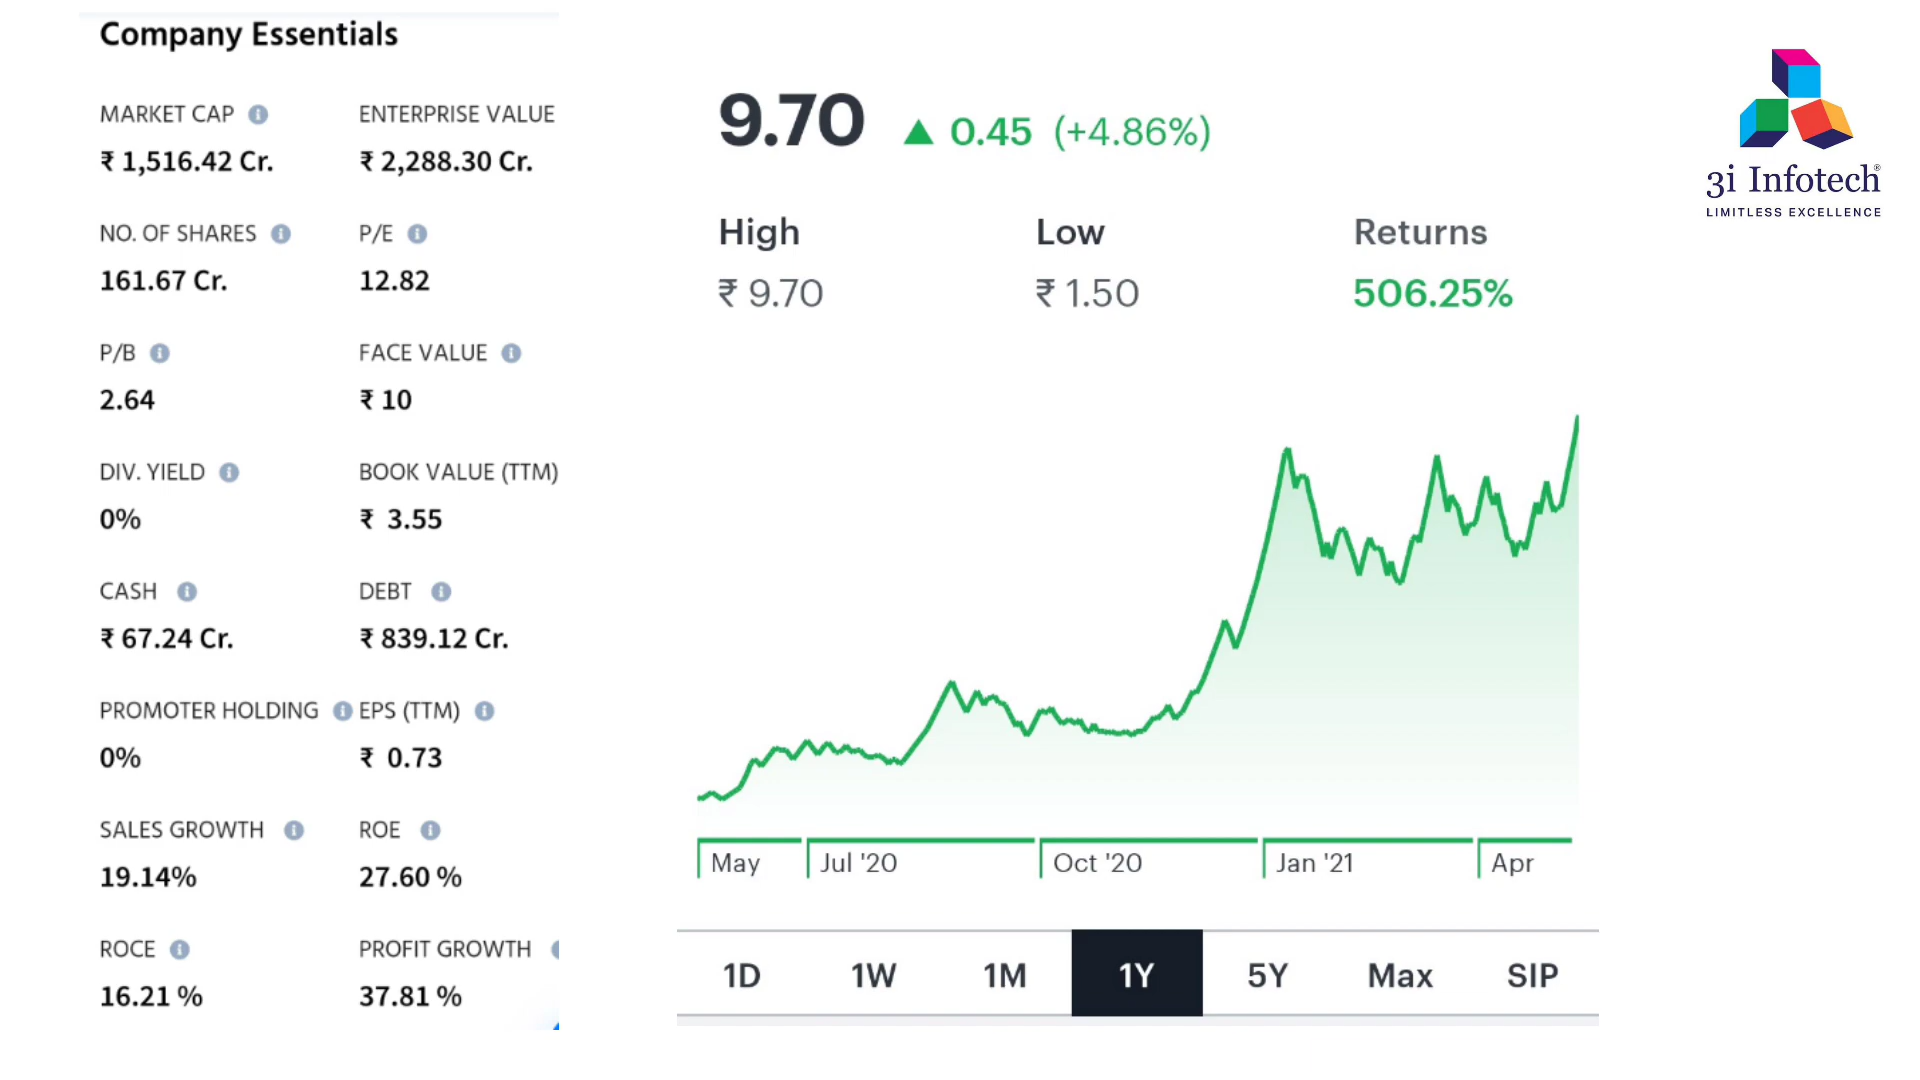 Company Essentials
MARKET CAP ENTERPRISE VALUE
₹ 1,516.42 Cr. ₹ 2,288.30 Cr.
NO. OF SHARES P/E
161.67 Cr. 12.82
P/B FACE VALUE
2.64 ₹ 10
DIV. YIELD BOOK VALUE (TTM)
0% ₹ 3.55
CASH DEBT
₹ 67.24 Cr. ₹ 839.12 Cr.
PROMOTER HOLDING EPS (TTM)
0% ₹ 0.73
SALES GROWTH ROE
19.14% 27.60 %
ROCE PROFIT GROWTH
16.21 % 37.81 %
9.70 ▲ 0.45 (+4.86%)
High Low Returns
₹ 9.70 ₹ 1.50 506.25%
May Jul '20 Oct '20 Jan '21 Apr
1D 1W 1M 1Y 5Y Max SIP
3i Infotech®
LIMITLESS EXCELLENCE